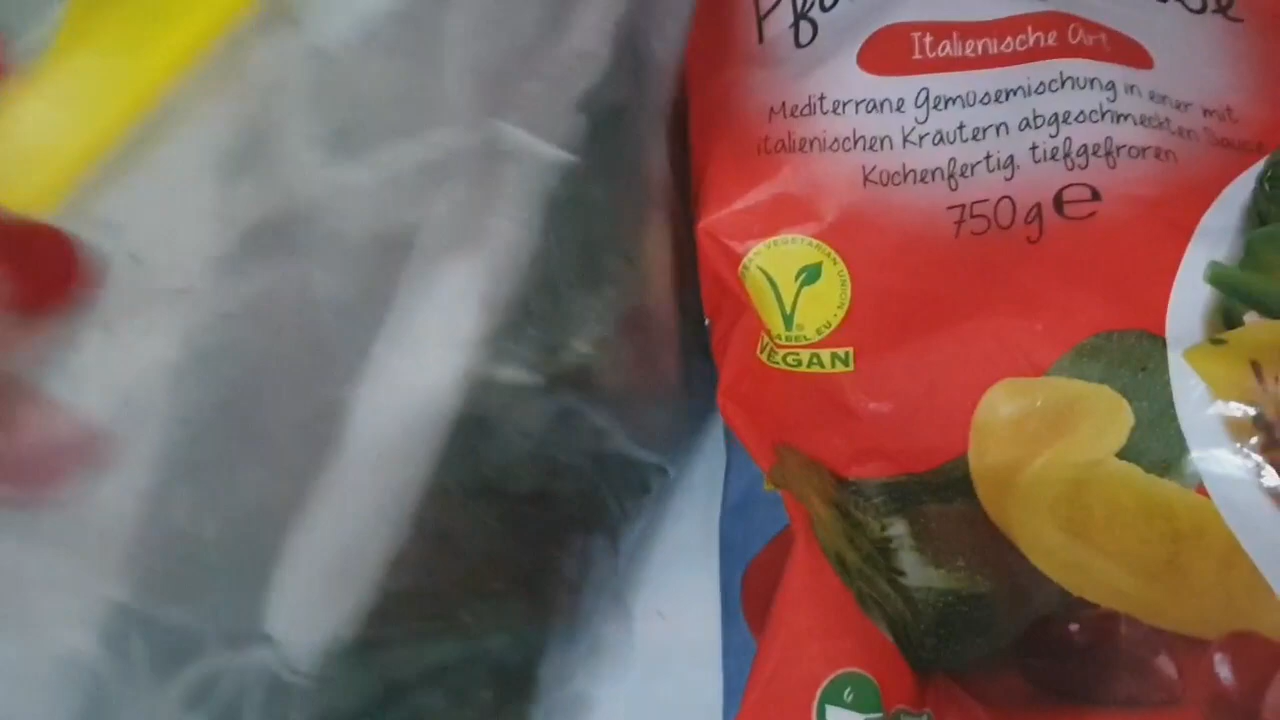 Italienische Art
Mediterrane Gemüsemischung in einer mit
italienischen Kräutern abgeschmeckten Sauce
Küchenfertig, tiefgefroren
750 g e
VEGETARIAN UNION
LABEL.EU
VEGAN